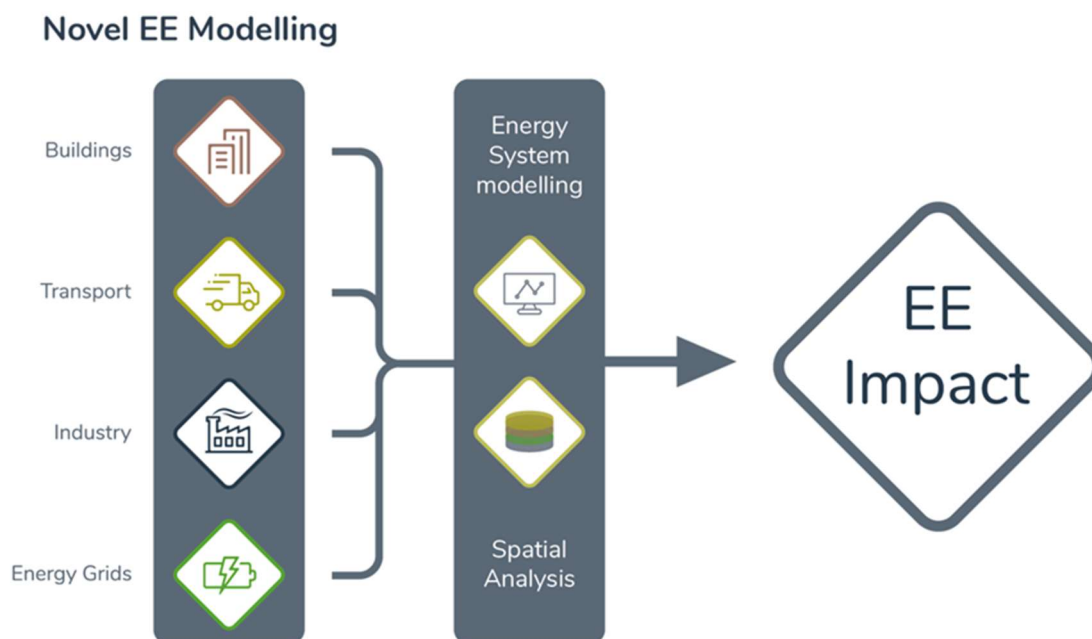 Novel EE Modelling
Buildings
Transport
Industry
Energy Grids
Energy
System
modelling
Spatial
Analysis
EE
Impact